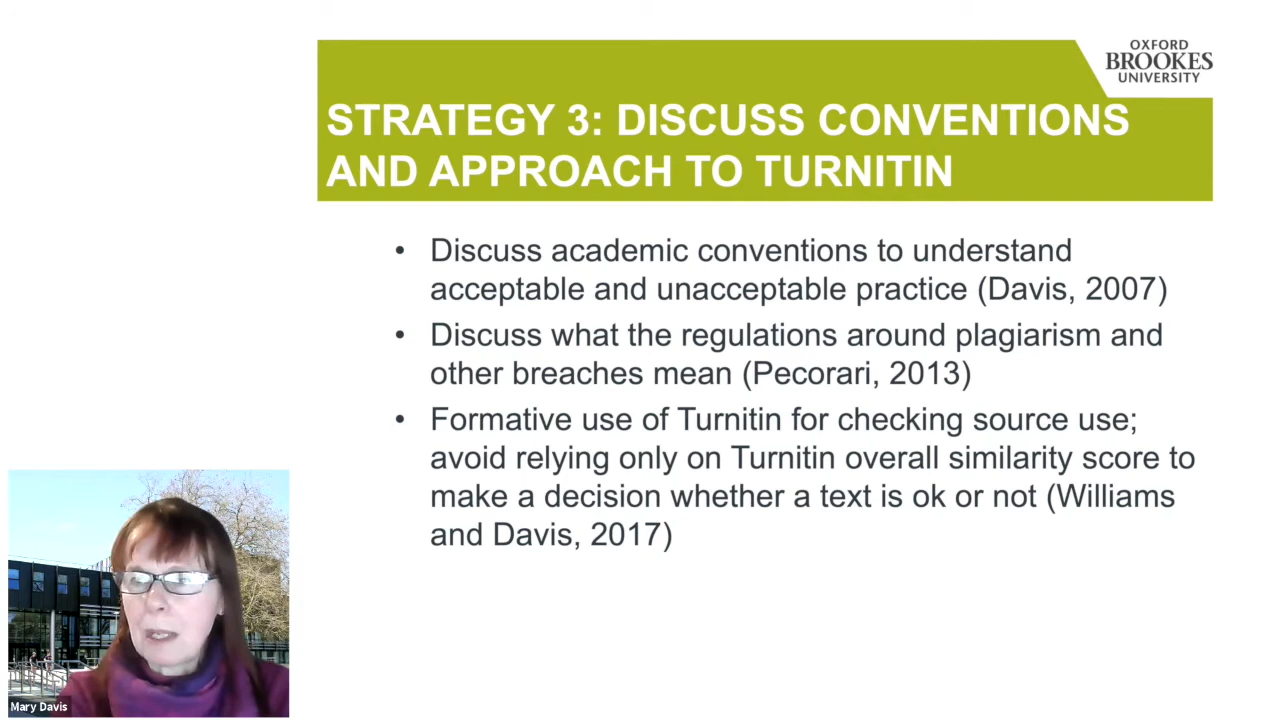 OXFORD
BROOKES
UNIVERSITY
STRATEGY 3: DISCUSS CONVENTIONS
AND APPROACH TO TURNITIN
• Discuss academic conventions to understand
acceptable and unacceptable practice (Davis, 2007)
• Discuss what the regulations around plagiarism and
other breaches mean (Pecorari, 2013)
• Formative use of Turnitin for checking source use;
avoid relying only on Turnitin overall similarity score to
make a decision whether a text is ok or not (Williams
and Davis, 2017)
Mary Davis